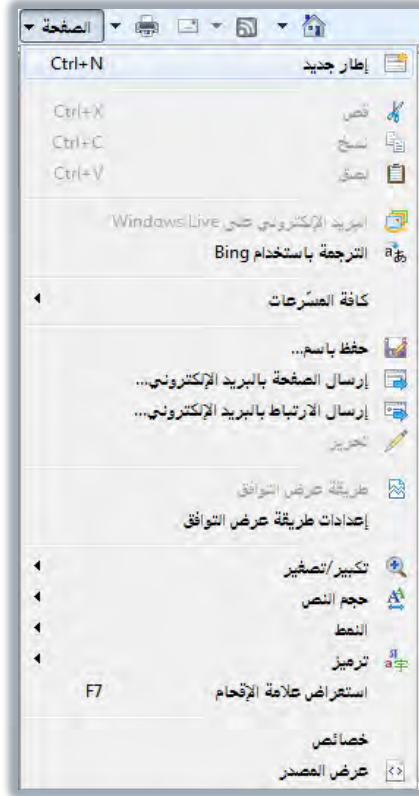 الصفحة
إطار جديد Ctrl+N
قص Ctrl+X
نسخ Ctrl+C
لصق Ctrl+V
البريد الإلكتروني على Windows Live
الترجمة باستخدام Bing
كافة المسّرعات
حفظ باسم...
إرسال الصفحة بالبريد الإلكتروني...
إرسال الارتباط بالبريد الإلكتروني...
تحرير
طريقة عرض التوافق
إعدادات طريقة عرض التوافق
تكبير/تصغير
حجم النص
النمط
ترميز
استعراض علامة الإقحام F7
خصائص
عرض المصدر